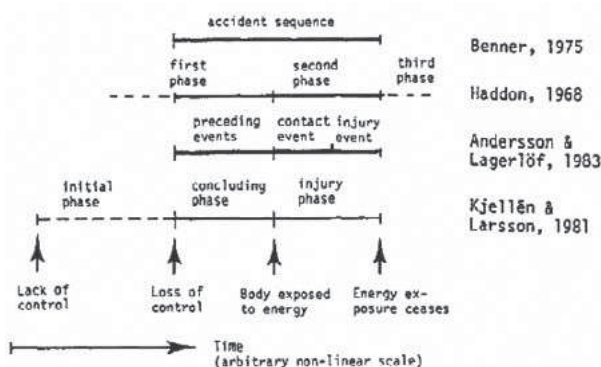 accident sequence
Benner, 1975
first phase
second phase
third phase
Haddon, 1968
preceding events
contact event
injury event
Andersson &
Lagerlöf, 1983
initial phase
concluding phase
injury phase
Kjellén &
Larsson, 1981
Lack of
control
Loss of
control
Body exposed
to energy
Energy ex-
posure ceases
Time
(arbitrary non-linear scale)